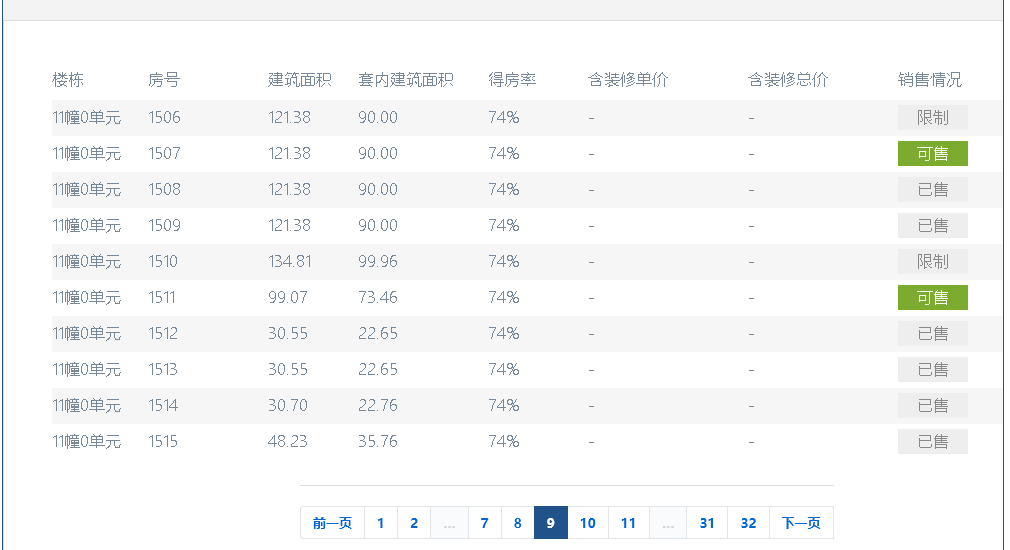 楼栋 房号 建筑面积 套内建筑面积 得房率 含装修单价 含装修总价 销售情况
11幢0单元 1506 121.38 90.00 74% - - 限制
11幢0单元 1507 121.38 90.00 74% - - 可售
11幢0单元 1508 121.38 90.00 74% - - 已售
11幢0单元 1509 121.38 90.00 74% - - 已售
11幢0单元 1510 134.81 99.96 74% - - 限制
11幢0单元 1511 99.07 73.46 74% - - 可售
11幢0单元 1512 30.55 22.65 74% - - 已售
11幢0单元 1513 30.55 22.65 74% - - 已售
11幢0单元 1514 30.70 22.76 74% - - 已售
11幢0单元 1515 48.23 35.76 74% - - 已售
前一页 1 2 ... 7 8 9 10 11 ... 31 32 下一页